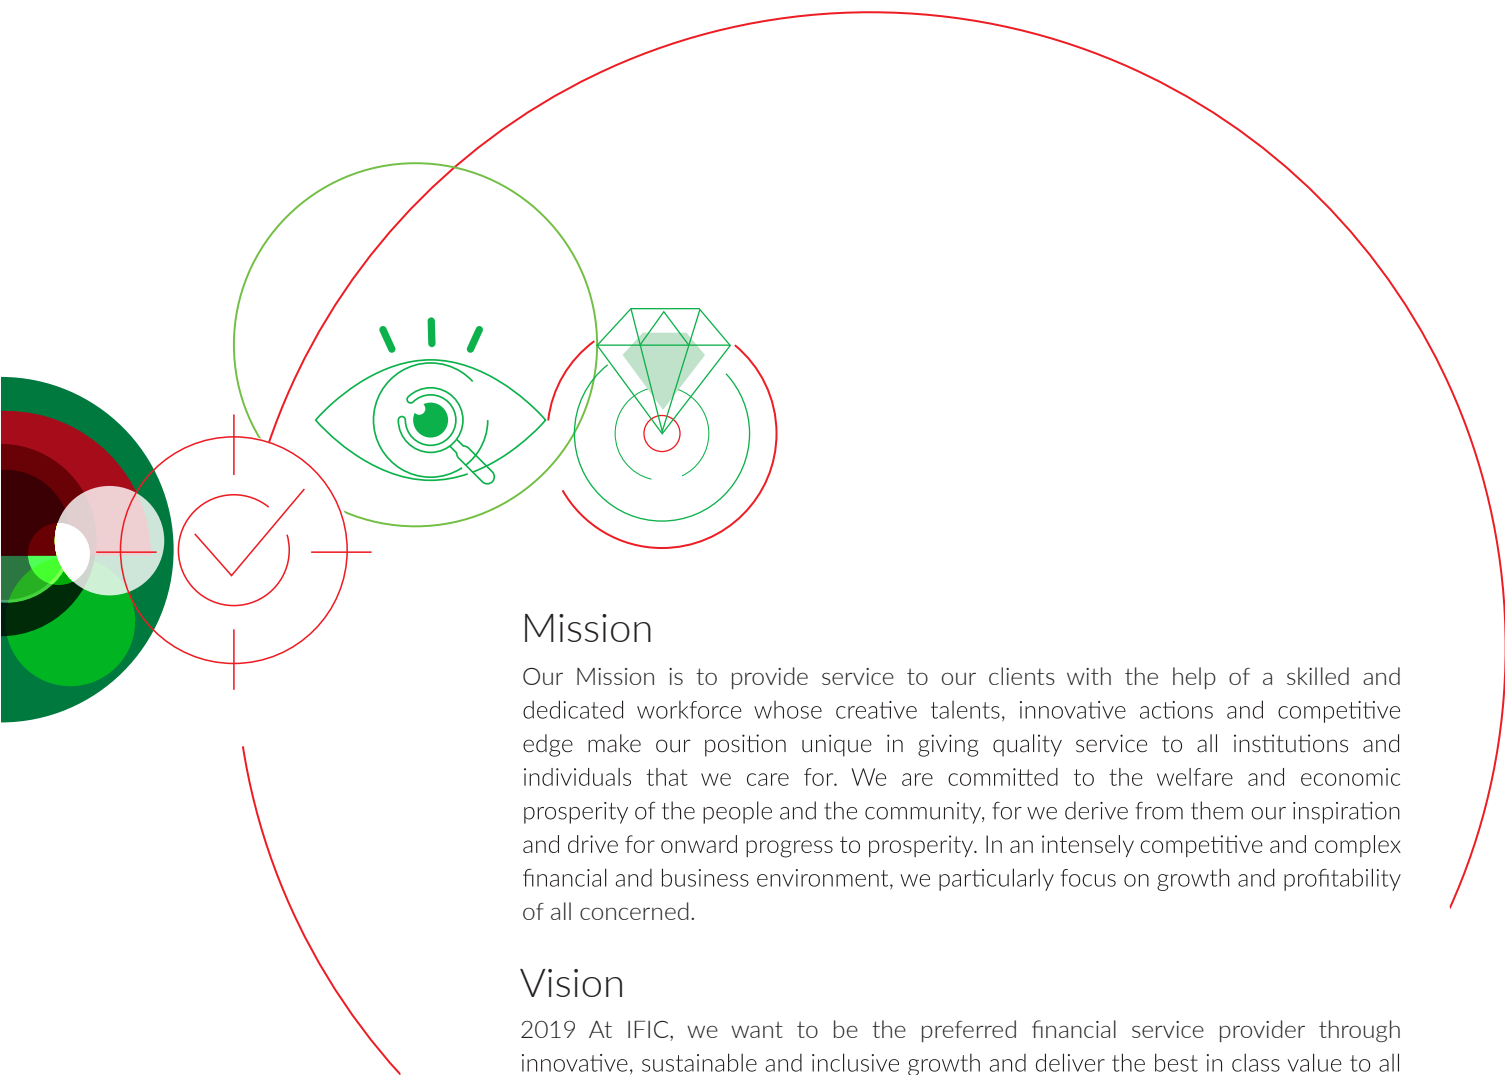 Mission
Our Mission is to provide service to our clients with the help of a skilled and
dedicated workforce whose creative talents, innovative actions and competitive
edge make our position unique in giving quality service to all institutions and
individuals that we care for. We are committed to the welfare and economic
prosperity of the people and the community, for we derive from them our inspiration
and drive for onward progress to prosperity. In an intensely competitive and complex
financial and business environment, we particularly focus on growth and profitability
of all concerned.
Vision
2019 At IFIC, we want to be the preferred financial service provider through
innovative, sustainable and inclusive growth and deliver the best in class value to all